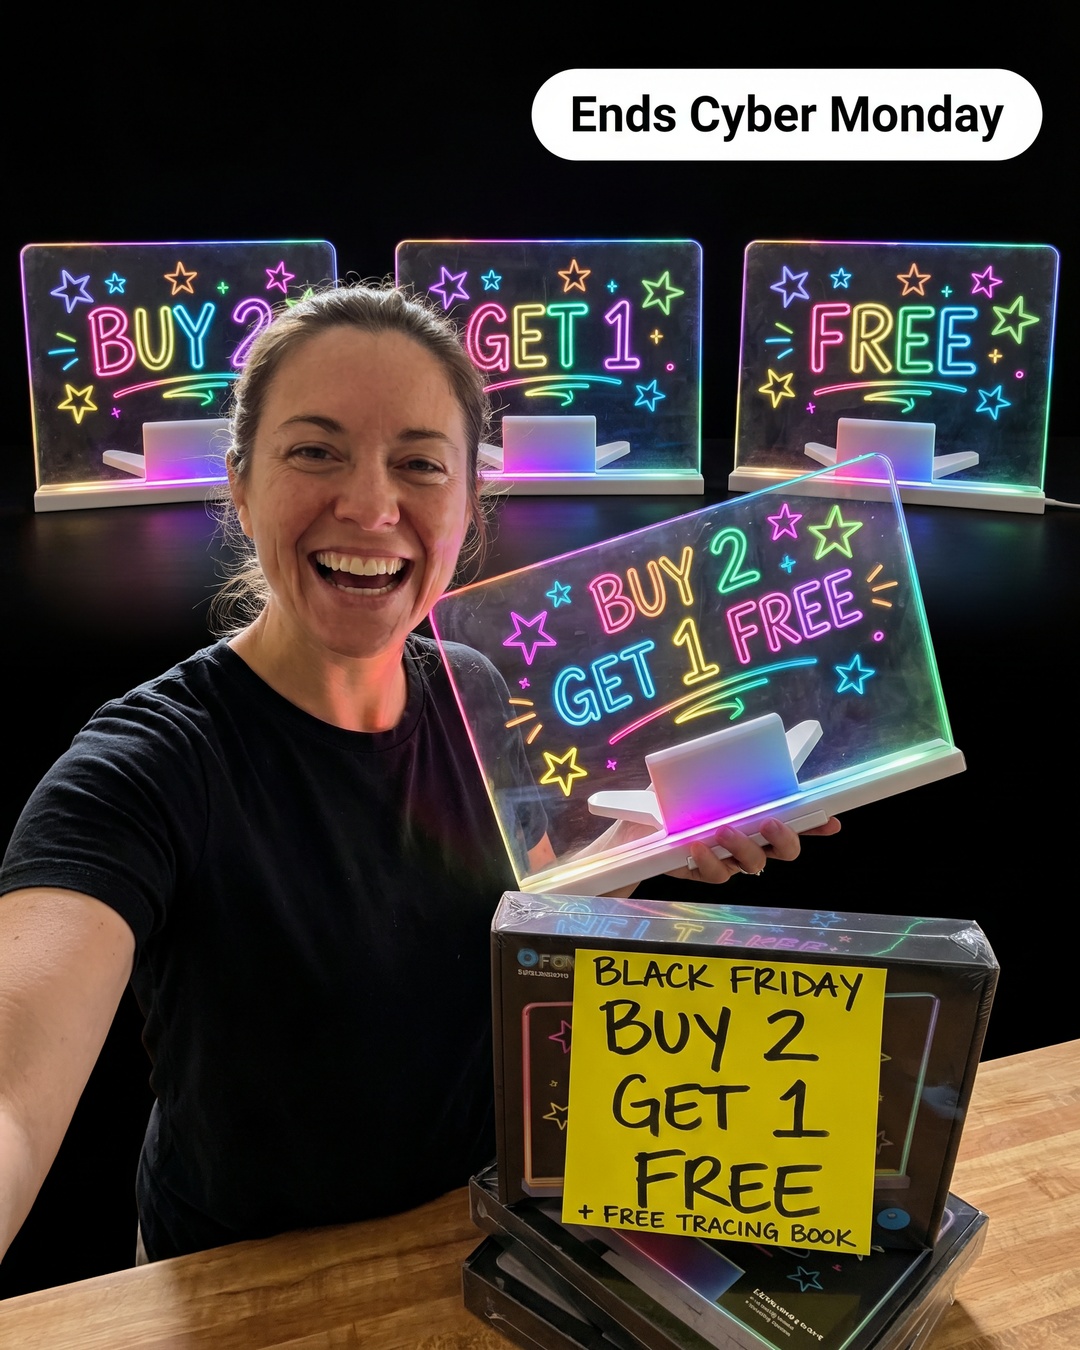 Ends Cyber Monday
BUY 2
GET 1
FREE
BUY 2
GET 1 FREE
BLACK FRIDAY
BUY 2
GET 1
FREE
+ FREE TRACING BOOK